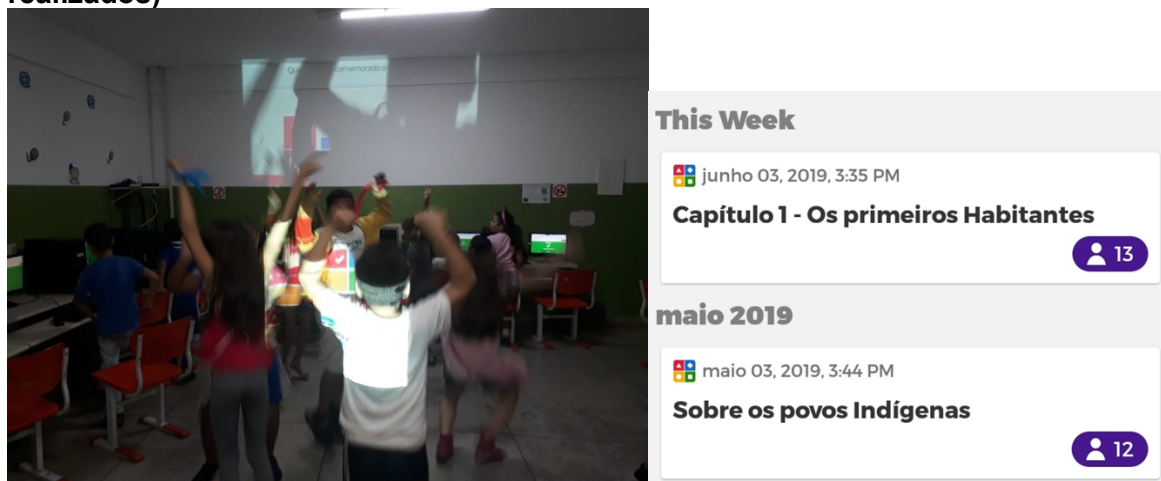 realizados)
comemorado o
This Week
junho 03, 2019, 3:35 PM
Capítulo 1 - Os primeiros Habitantes
13
maio 2019
maio 03, 2019, 3:44 PM
Sobre os povos Indígenas
12